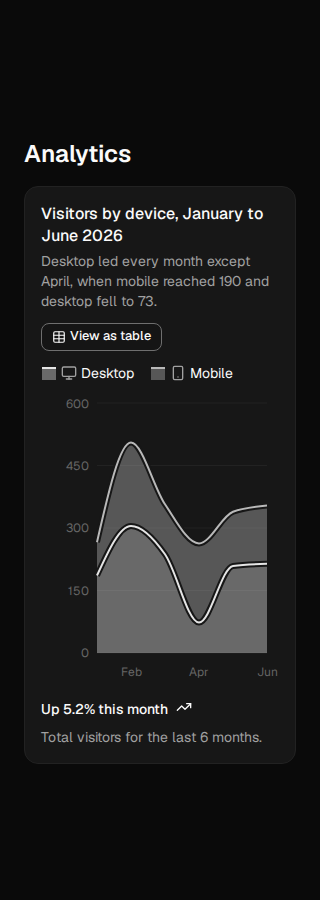 Analytics
Visitors by device, January to
June 2026
Desktop led every month except
April, when mobile reached 190 and
desktop fell to 73.
View as table
Desktop Mobile
600
450
300
150
0
Feb Apr Jun
Up 5.2% this month
Total visitors for the last 6 months.